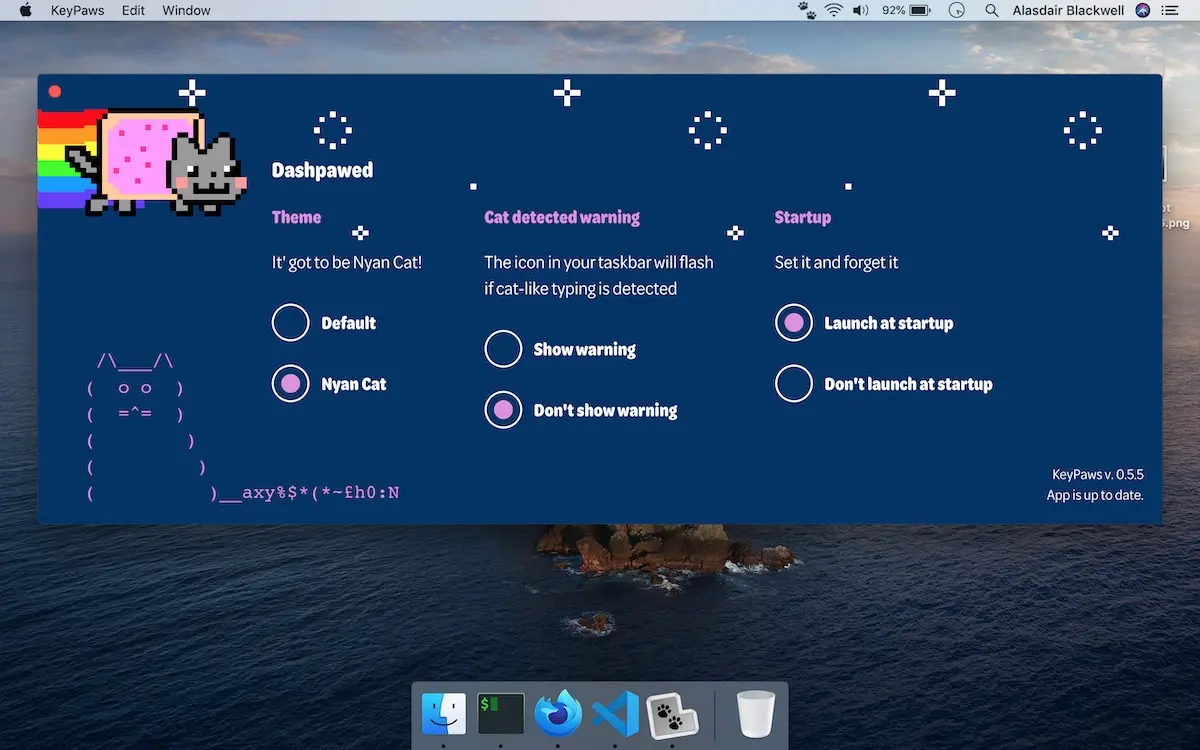 KeyPaws Edit Window 92% Alasdair Blackwell
Dashpawed
Theme
It' got to be Nyan Cat!
Default
Nyan Cat
Cat detected warning
The icon in your taskbar will flash
if cat-like typing is detected
Show warning
Don't show warning
Startup
Set it and forget it
Launch at startup
Don't launch at startup
/\___/\
(   o o   )
(   =^=   )
(          )
(           )
(            )__axy%$*(*~£h0:N
KeyPaws v. 0.5.5
App is up to date.
.png
$